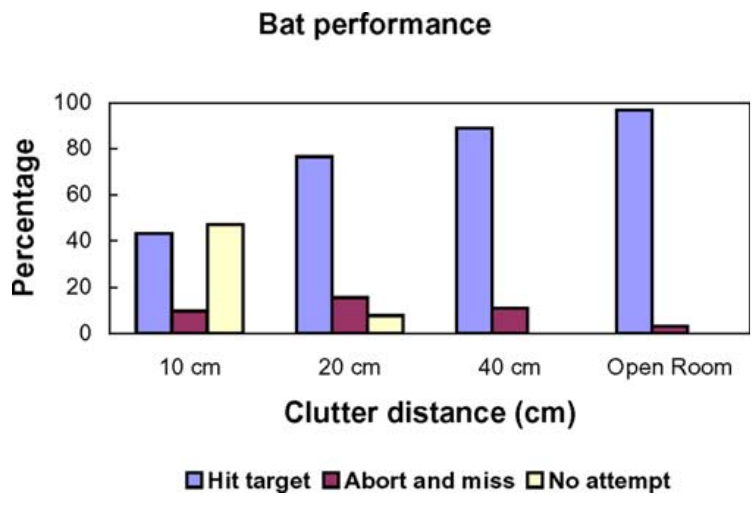 Bat performance
100
80
60
40
20
0
Percentage
10 cm 20 cm 40 cm Open Room
Clutter distance (cm)
Hit target Abort and miss No attempt